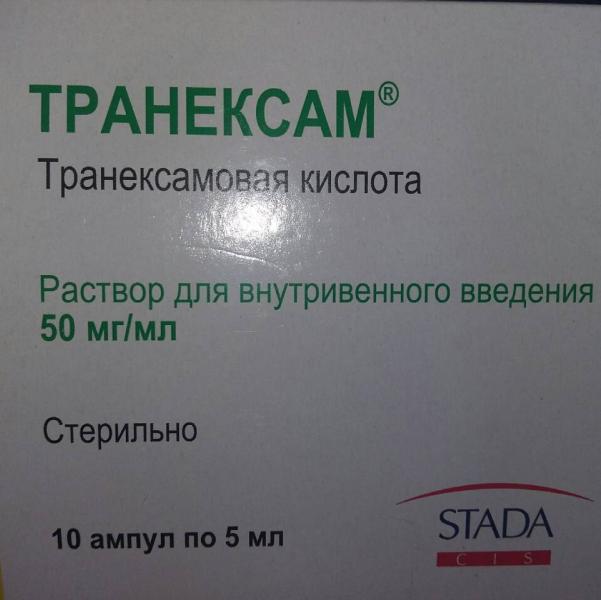 ТРАНЕКСАМ®
Транексамовая кислота
Раствор для внутривенного введения
50 мг/мл
Стерильно
10 ампул по 5 мл
STADA
CIS